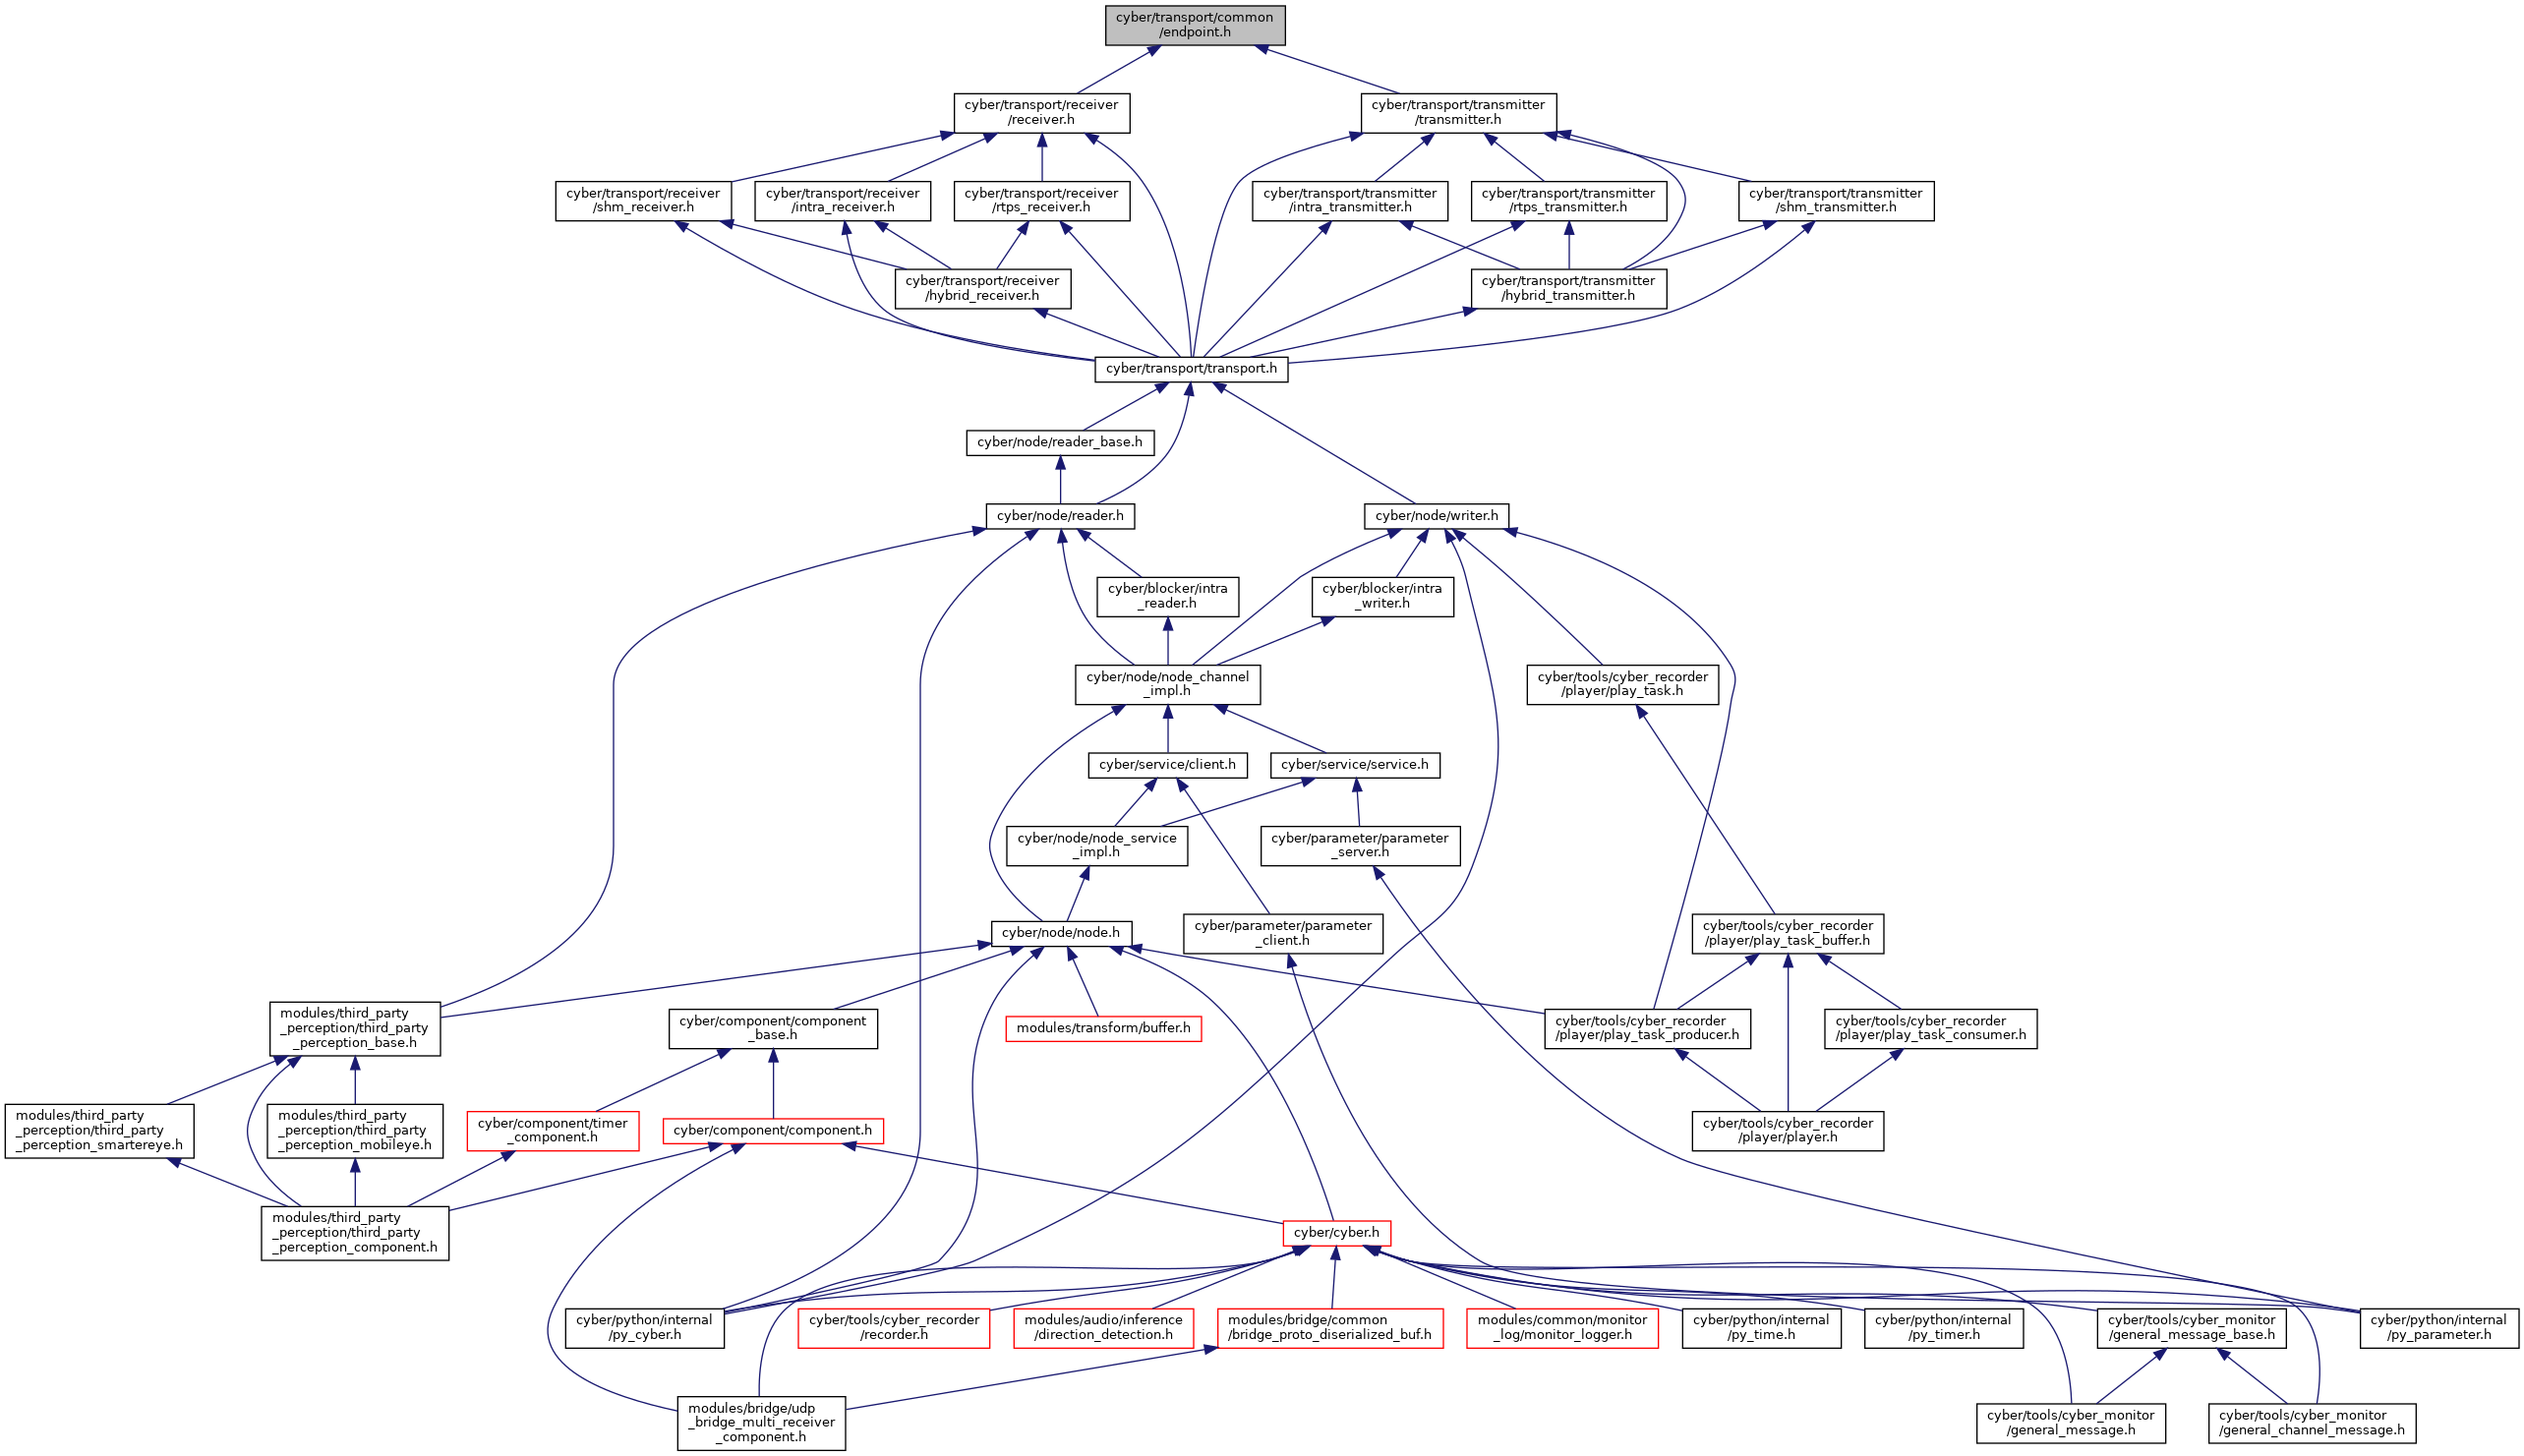 cyber/transport/common
/endpoint.h
cyber/transport/receiver
/receiver.h
cyber/transport/transmitter
/transmitter.h
cyber/transport/receiver
/shm_receiver.h
cyber/transport/receiver
/intra_receiver.h
cyber/transport/receiver
/rtps_receiver.h
cyber/transport/transmitter
/intra_transmitter.h
cyber/transport/transmitter
/rtps_transmitter.h
cyber/transport/transmitter
/shm_transmitter.h
cyber/transport/receiver
/hybrid_receiver.h
cyber/transport/transmitter
/hybrid_transmitter.h
cyber/transport/transport.h
cyber/node/reader_base.h
cyber/node/reader.h
cyber/node/writer.h
cyber/blocker/intra
_reader.h
cyber/blocker/intra
_writer.h
cyber/node/node_channel
_impl.h
cyber/tools/cyber_recorder
/player/play_task.h
cyber/service/client.h
cyber/service/service.h
cyber/node/node_service
_impl.h
cyber/parameter/parameter
_server.h
cyber/node/node.h
cyber/parameter/parameter
_client.h
cyber/tools/cyber_recorder
/player/play_task_buffer.h
modules/third_party
_perception/third_party
_perception_base.h
cyber/component/component
_base.h
modules/transform/buffer.h
cyber/tools/cyber_recorder
/player/play_task_producer.h
cyber/tools/cyber_recorder
/player/play_task_consumer.h
modules/third_party
_perception/third_party
_perception_smartereye.h
modules/third_party
_perception/third_party
_perception_mobileye.h
cyber/component/timer
_component.h
cyber/component/component.h
cyber/tools/cyber_recorder
/player/player.h
modules/third_party
_perception/third_party
_perception_component.h
cyber/cyber.h
cyber/python/internal
/py_cyber.h
cyber/tools/cyber_recorder
/recorder.h
modules/audio/inference
/direction_detection.h
modules/bridge/common
/bridge_proto_diserialized_buf.h
modules/common/monitor
_log/monitor_logger.h
cyber/python/internal
/py_time.h
cyber/python/internal
/py_timer.h
cyber/tools/cyber_monitor
/general_message_base.h
cyber/python/internal
/py_parameter.h
modules/bridge/udp
_bridge_multi_receiver
_component.h
cyber/tools/cyber_monitor
/general_message.h
cyber/tools/cyber_monitor
/general_channel_message.h